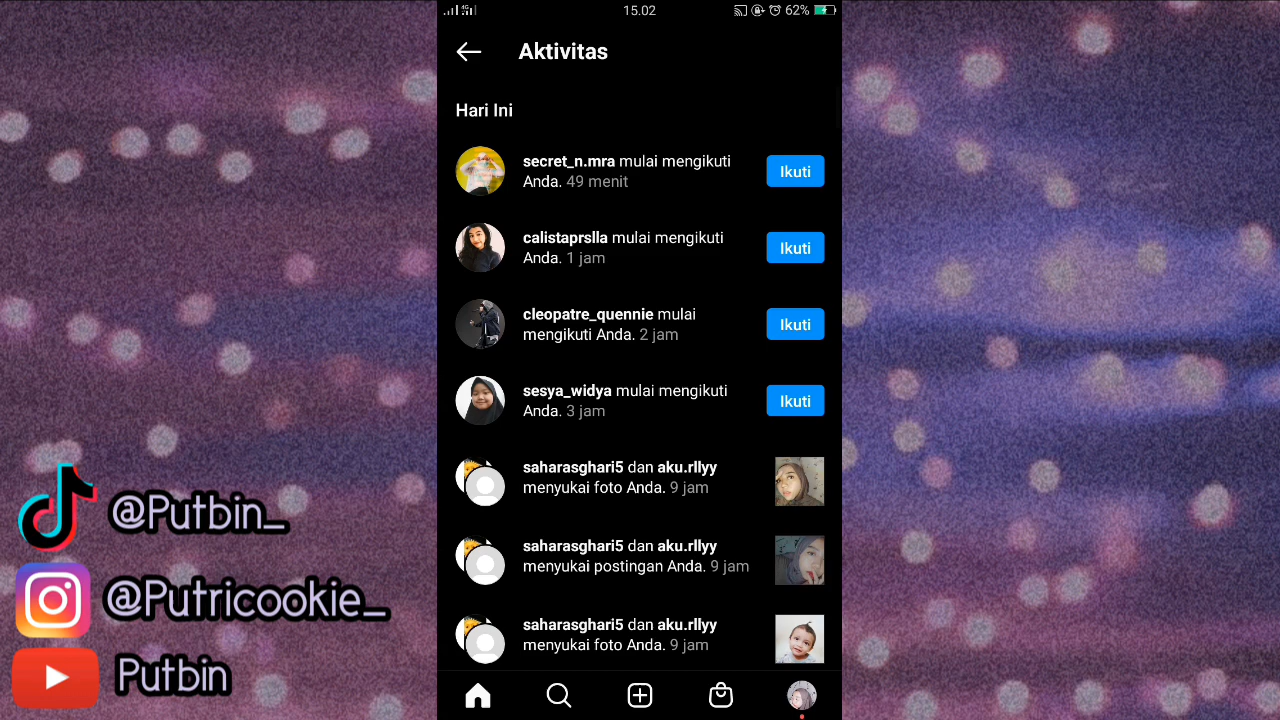 4G
15.02
62%
Aktivitas
Hari Ini
secret_n.mra mulai mengikuti
Anda. 49 menit
Ikuti
calistaprslla mulai mengikuti
Anda. 1 jam
Ikuti
cleopatre_quennie mulai
mengikuti Anda. 2 jam
Ikuti
sesya_widya mulai mengikuti
Anda. 3 jam
Ikuti
saharasghari5 dan aku.rllyy
menyukai foto Anda. 9 jam
saharasghari5 dan aku.rllyy
menyukai postingan Anda. 9 jam
saharasghari5 dan aku.rllyy
menyukai foto Anda. 9 jam
@Putbin_
@Putricookie_
Putbin